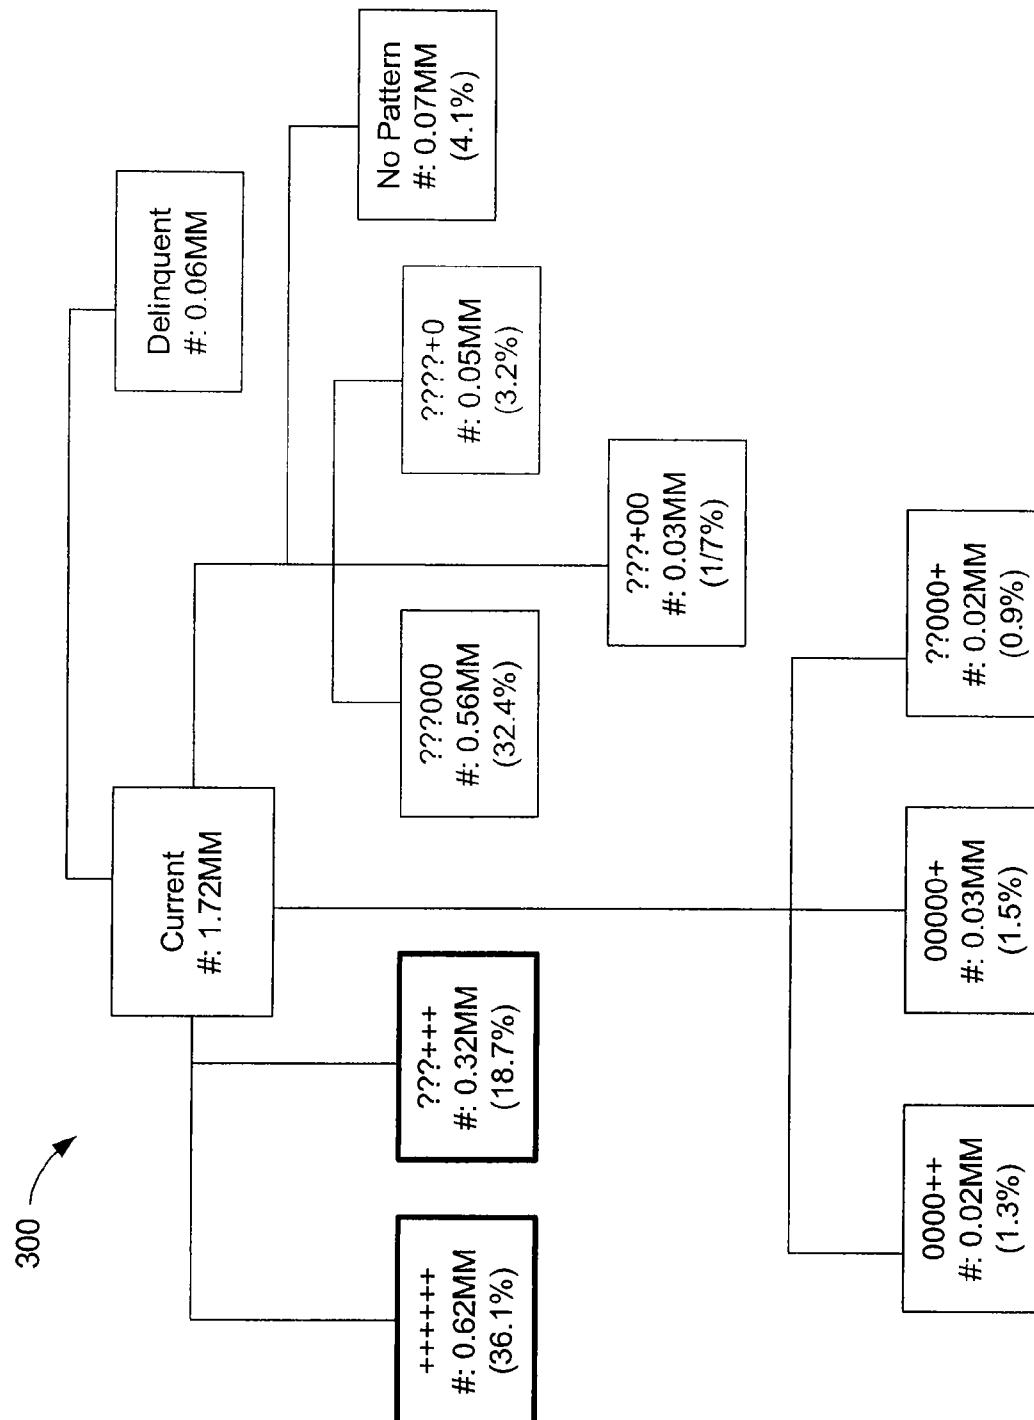 300
Current
#: 1.72MM
Delinquent
#: 0.06MM
++++++
#: 0.62MM
(36.1%)
???+++
#: 0.32MM
(18.7%)
???000
#: 0.56MM
(32.4%)
????+0
#: 0.05MM
(3.2%)
No Pattern
#: 0.07MM
(4.1%)
???+00
#: 0.03MM
(1/7%)
0000++
#: 0.02MM
(1.3%)
00000+
#: 0.03MM
(1.5%)
??000+
#: 0.02MM
(0.9%)